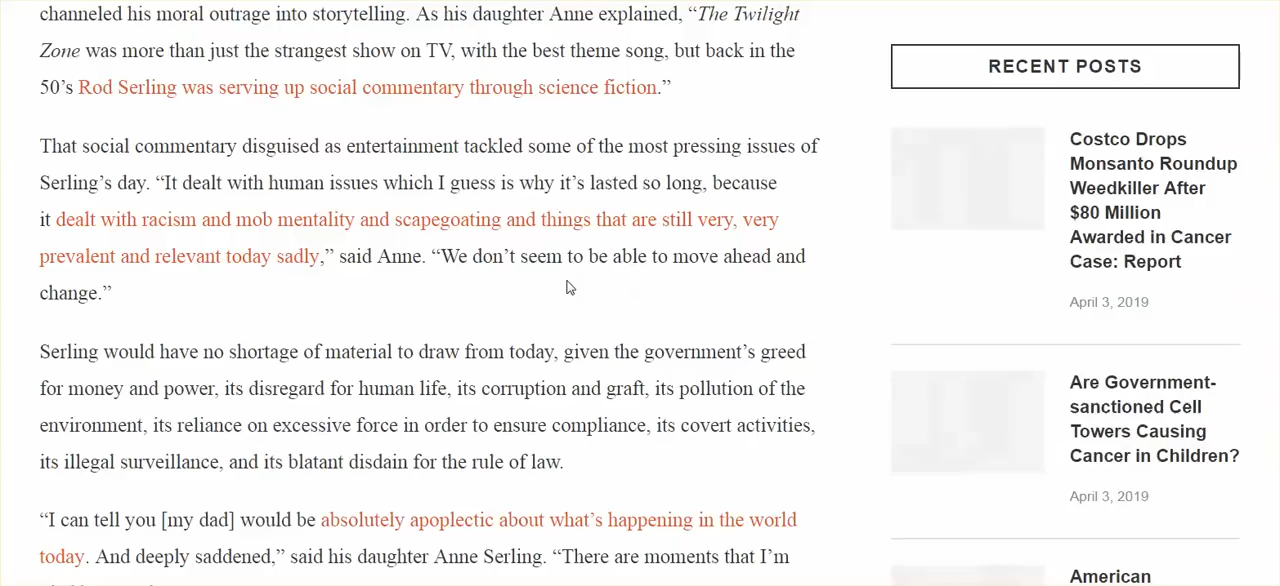 channeled his moral outrage into storytelling. As his daughter Anne explained, “The Twilight
Zone was more than just the strangest show on TV, with the best theme song, but back in the
50’s Rod Serling was serving up social commentary through science fiction.”
That social commentary disguised as entertainment tackled some of the most pressing issues of
Serling’s day. “It dealt with human issues which I guess is why it’s lasted so long, because
it dealt with racism and mob mentality and scapegoating and things that are still very, very
prevalent and relevant today sadly,” said Anne. “We don’t seem to be able to move ahead and
change.”
Serling would have no shortage of material to draw from today, given the government’s greed
for money and power, its disregard for human life, its corruption and graft, its pollution of the
environment, its reliance on excessive force in order to ensure compliance, its covert activities,
its illegal surveillance, and its blatant disdain for the rule of law.
“I can tell you [my dad] would be absolutely apoplectic about what’s happening in the world
today. And deeply saddened,” said his daughter Anne Serling. “There are moments that I’m
RECENT POSTS
Costco Drops
Monsanto Roundup
Weedkiller After
$80 Million
Awarded in Cancer
Case: Report
April 3, 2019
Are Government-
sanctioned Cell
Towers Causing
Cancer in Children?
April 3, 2019
American